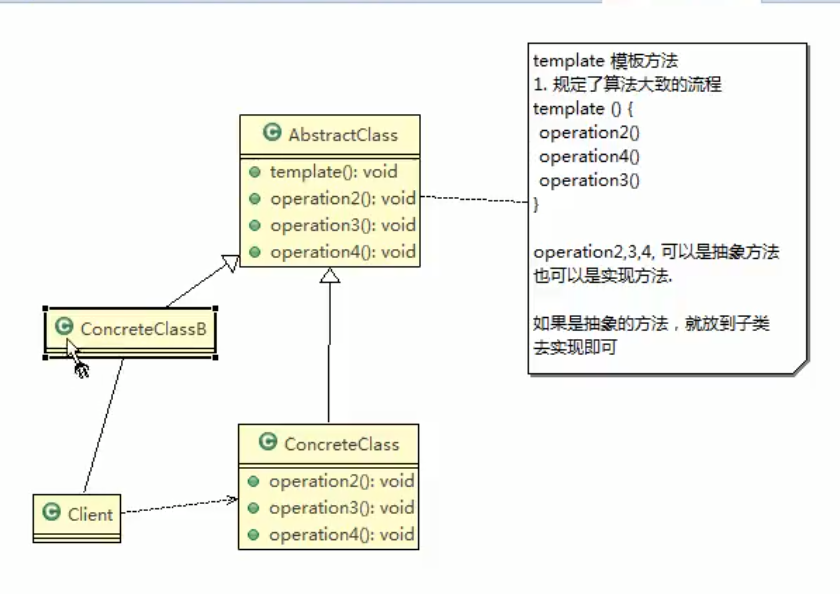 AbstractClass
template(): void
operation2(): void
operation3(): void
operation4(): void
template 模板方法
1. 规定了算法大致的流程
template () {
operation2()
operation4()
operation3()
}
operation2,3,4, 可以是抽象方法
也可以是实现方法.
如果是抽象的方法，就放到子类
去实现即可
ConcreteClassB
ConcreteClass
operation2(): void
operation3(): void
operation4(): void
Client